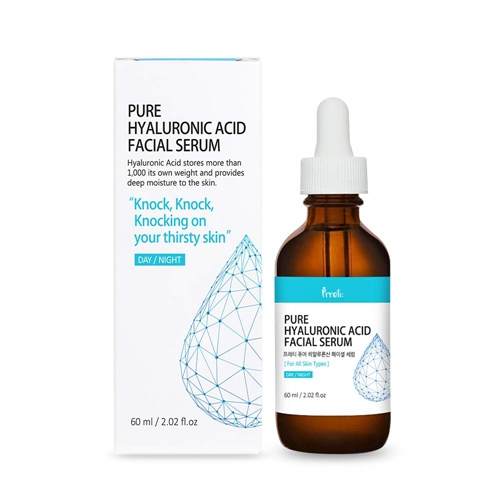 PURE
HYALURONIC ACID
FACIAL SERUM
Hyaluronic Acid stores more than
1,000 its own weight and provides
deep moisture to the skin.
“Knock, Knock,
Knocking on
your thirsty skin”
DAY / NIGHT
60 ml / 2.02 fl.oz
Prreti:
PURE
HYALURONIC ACID
FACIAL SERUM
프레티 퓨어 히알루론산 페이셜 세럼
[ For All Skin Types ]
DAY / NIGHT
60 ml / 2.02 fl.oz